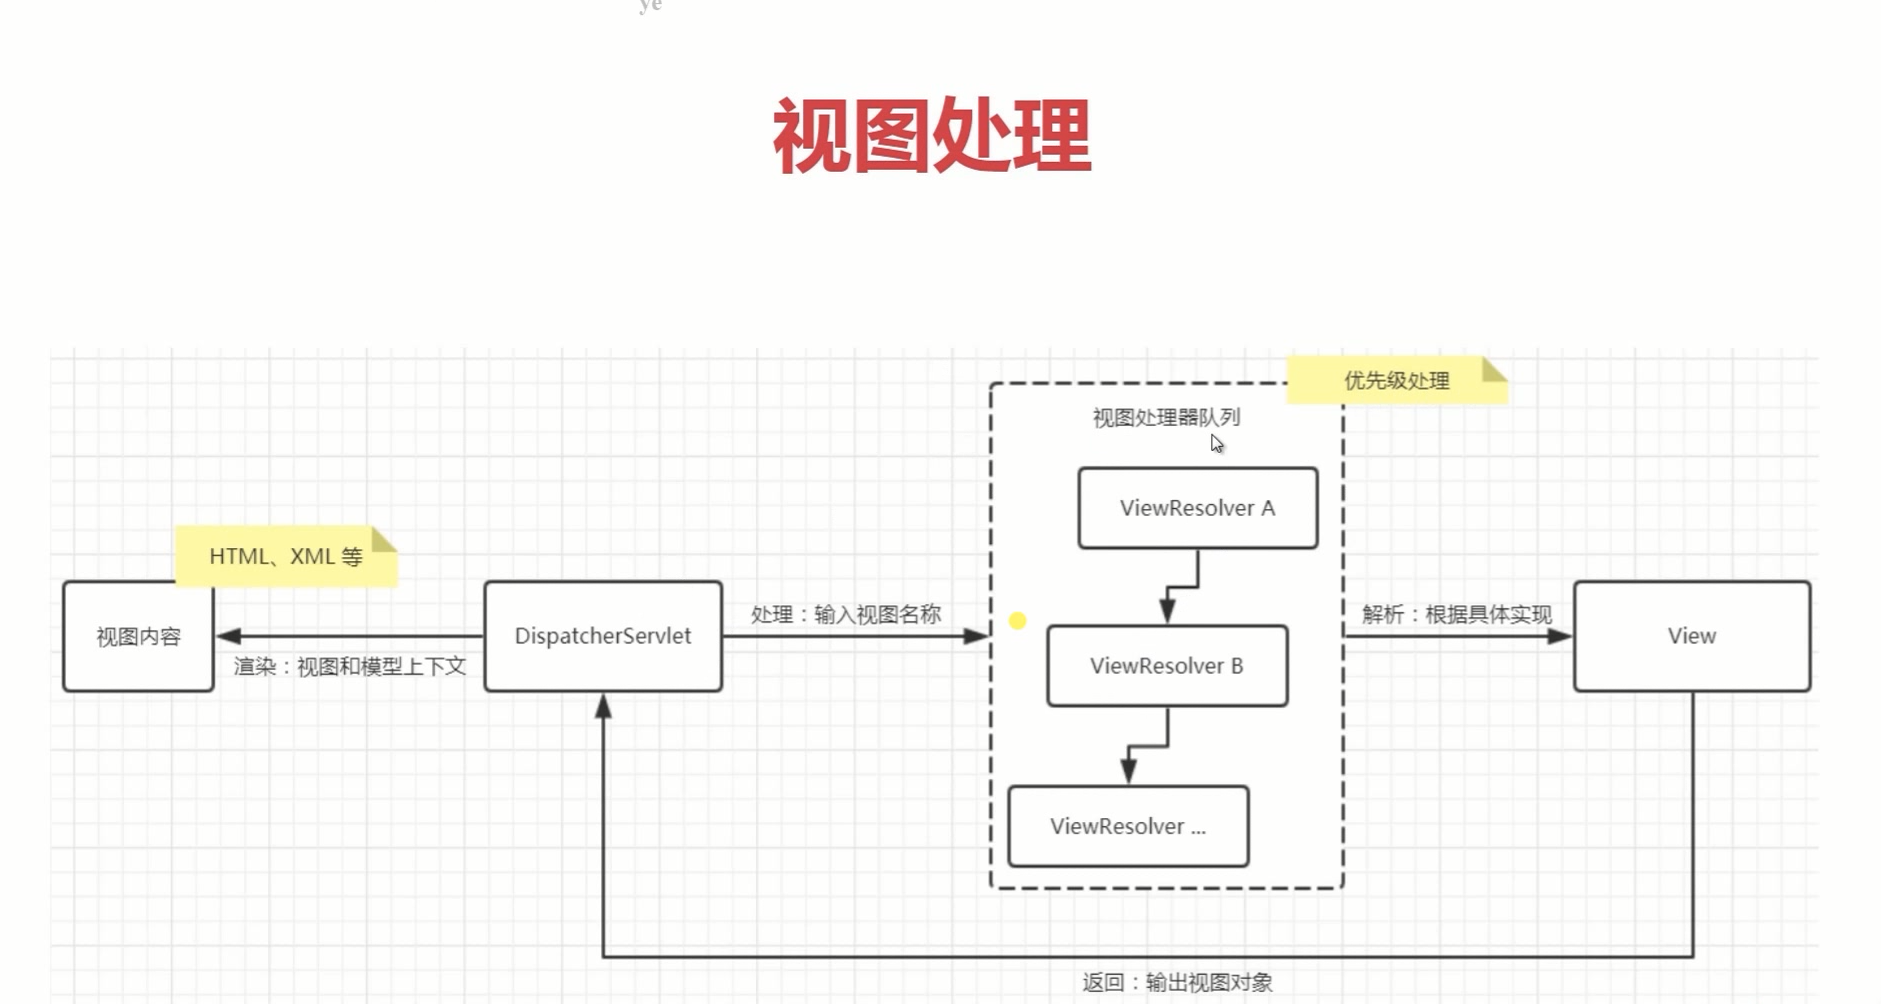 ye
视图处理
优先级处理
视图处理器队列
ViewResolver A
HTML、XML 等
视图内容
渲染：视图和模型上下文
DispatcherServlet
处理：输入视图名称
ViewResolver B
解析：根据具体实现
View
ViewResolver ...
返回：输出视图对象